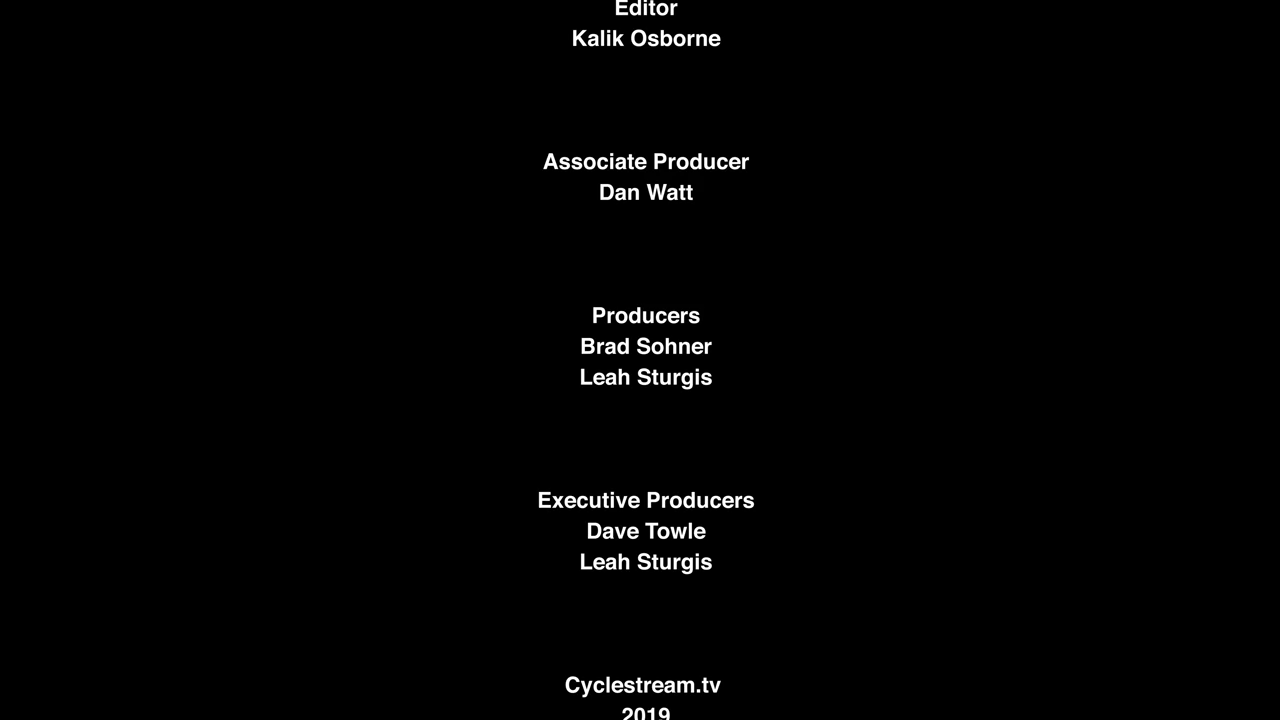 Editor
Kalik Osborne
Associate Producer
Dan Watt
Producers
Brad Sohner
Leah Sturgis
Executive Producers
Dave Towle
Leah Sturgis
Cyclestream.tv
2019